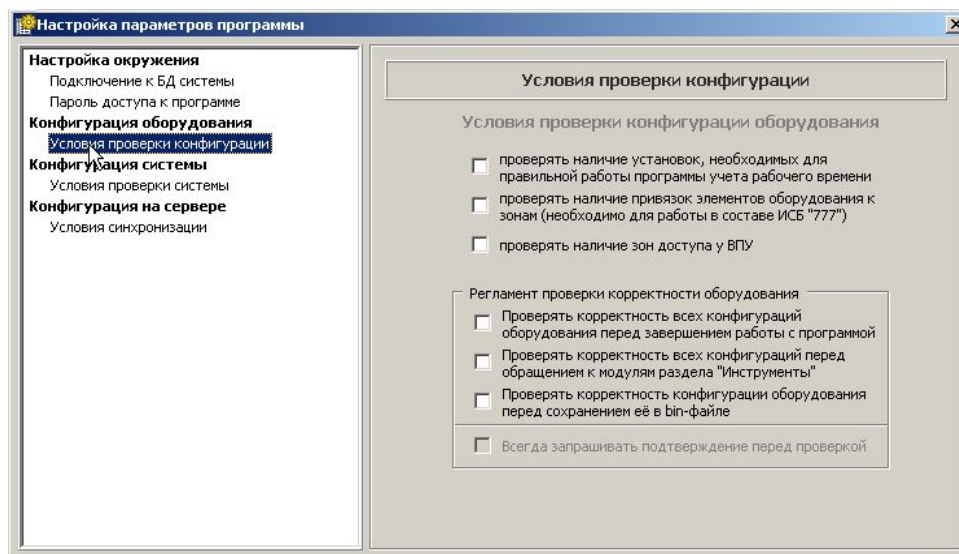 Настройка параметров программы
Настройка окружения
Подключение к БД системы
Пароль доступа к программе
Конфигурация оборудования
Условия проверки конфигурации
Конфигурация системы
Условия проверки системы
Конфигурация на сервере
Условия синхронизации
Условия проверки конфигурации
Условия проверки конфигурации оборудования
проверять наличие установок, необходимых для
правильной работы программы учета рабочего времени
проверять наличие привязок элементов оборудования к
зонам (необходимо для работы в составе ИСБ "777")
проверять наличие зон доступа у ВПУ
Регламент проверки корректности оборудования
Проверять корректность всех конфигураций
оборудования перед завершением работы с программой
Проверять корректность всех конфигураций перед
обращением к модулям раздела "Инструменты"
Проверять корректность конфигурации оборудования
перед сохранением её в bin-файле
Всегда запрашивать подтверждение перед проверкой